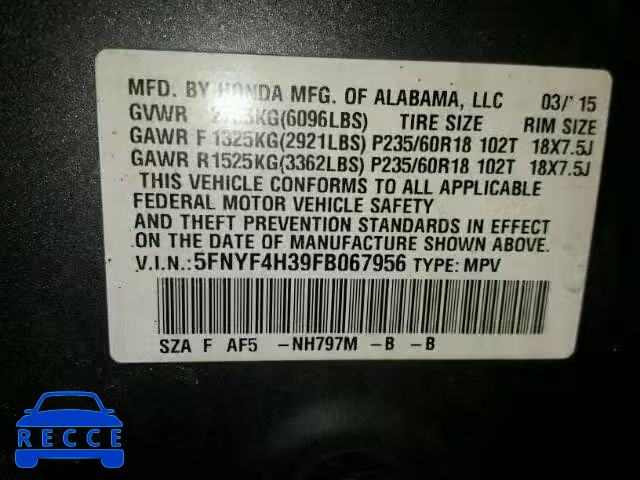 MFD. BY HONDA MFG. OF ALABAMA, LLC 03/15
GVWR (6096LBS) TIRE SIZE RIM SIZE
GAWR F 1325KG(2921LBS) P235/60R18 102T 18X7.5J
GAWR R1525KG(3362LBS) P235/60R18 102T 18X7.5J
THIS VEHICLE CONFORMS TO ALL APPLICABLE
FEDERAL MOTOR VEHICLE SAFETY
AND THEFT PREVENTION STANDARDS IN EFFECT
ON THE DATE OF MANUFACTURE SHOWN ABOVE.
V.I.N.:5FNYF4H39FB067956 TYPE: MPV
SZA F AF5 -NH797M -B -B
RECCE